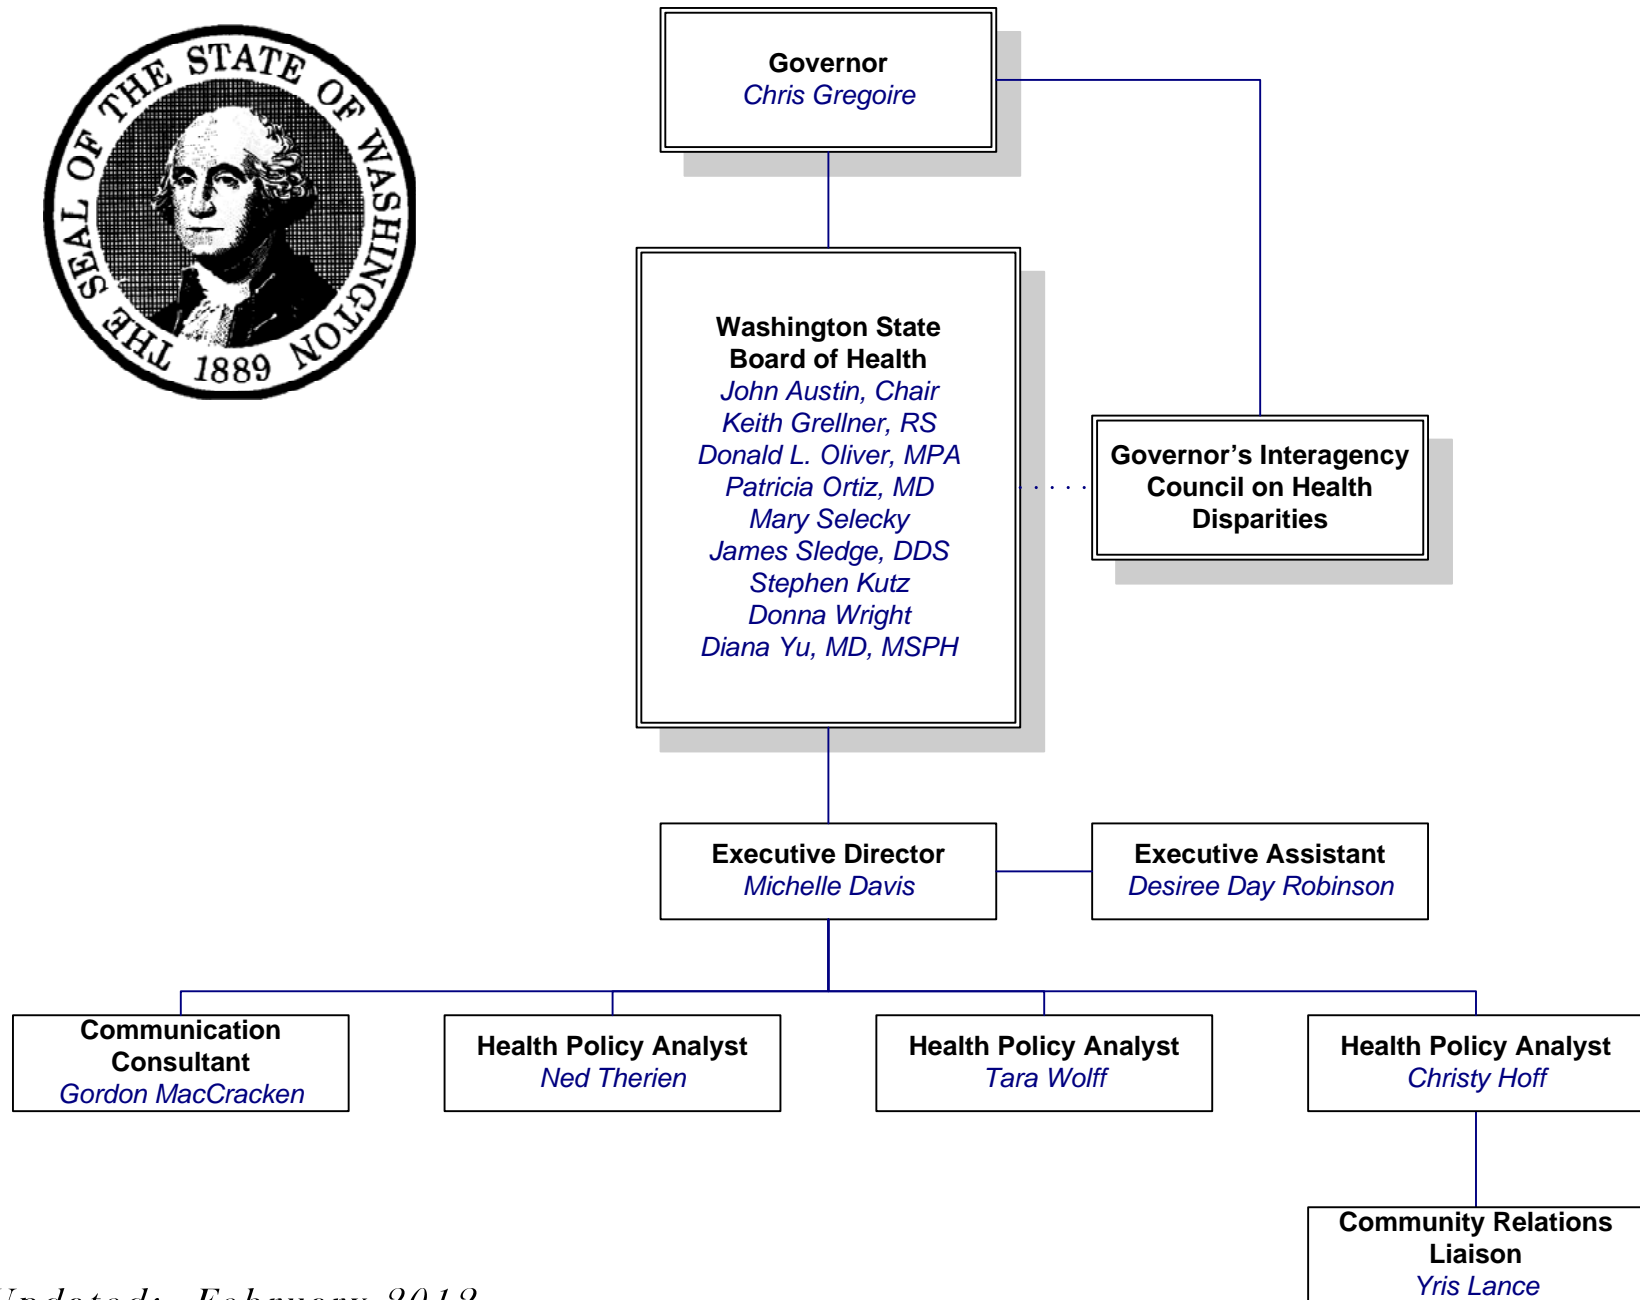 THE SEAL OF THE STATE OF WASHINGTON
1889
Governor
Chris Gregoire
Washington State
Board of Health
John Austin, Chair
Keith Grellner, RS
Donald L. Oliver, MPA
Patricia Ortiz, MD
Mary Selecky
James Sledge, DDS
Stephen Kutz
Donna Wright
Diana Yu, MD, MSPH
Governor’s Interagency
Council on Health
Disparities
Executive Director
Michelle Davis
Executive Assistant
Desiree Day Robinson
Communication
Consultant
Gordon MacCracken
Health Policy Analyst
Ned Therien
Health Policy Analyst
Tara Wolff
Health Policy Analyst
Christy Hoff
Community Relations
Liaison
Yris Lance
Updated: February 2012